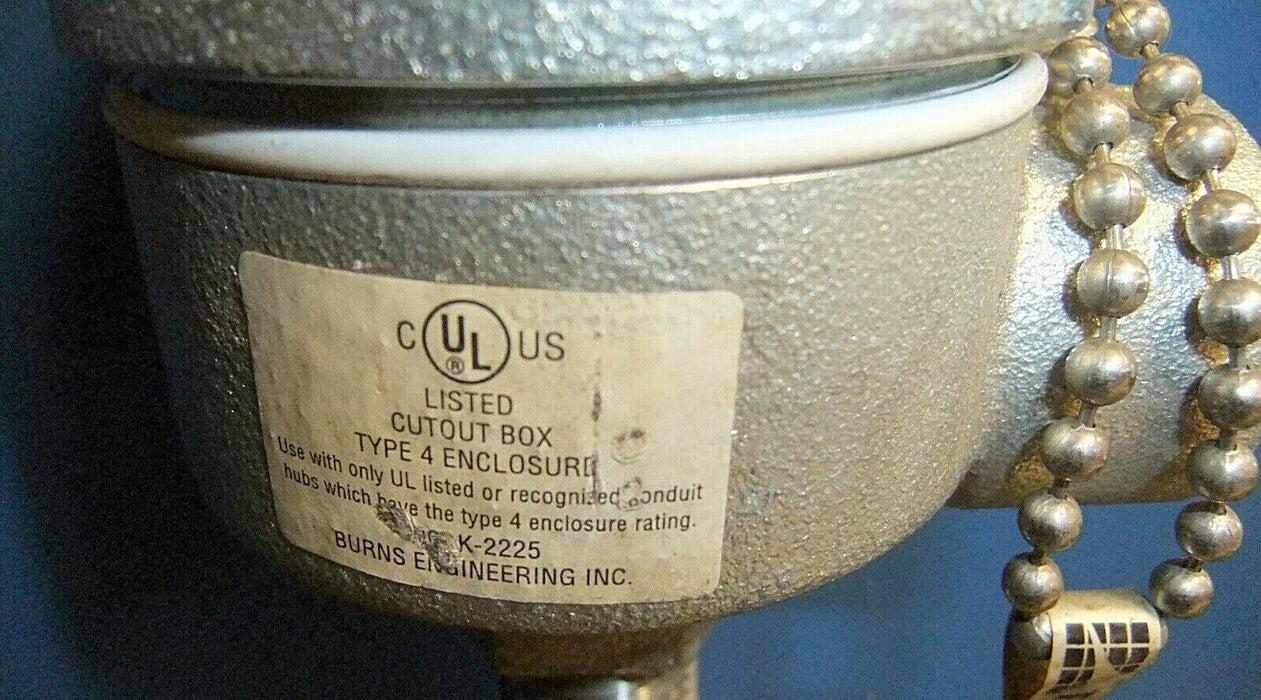 C UL® US
LISTED
CUTOUT BOX
TYPE 4 ENCLOSURE
Use with only UL listed or recognized conduit
hubs which have the type 4 enclosure rating.
K-2225
BURNS ENGINEERING INC.